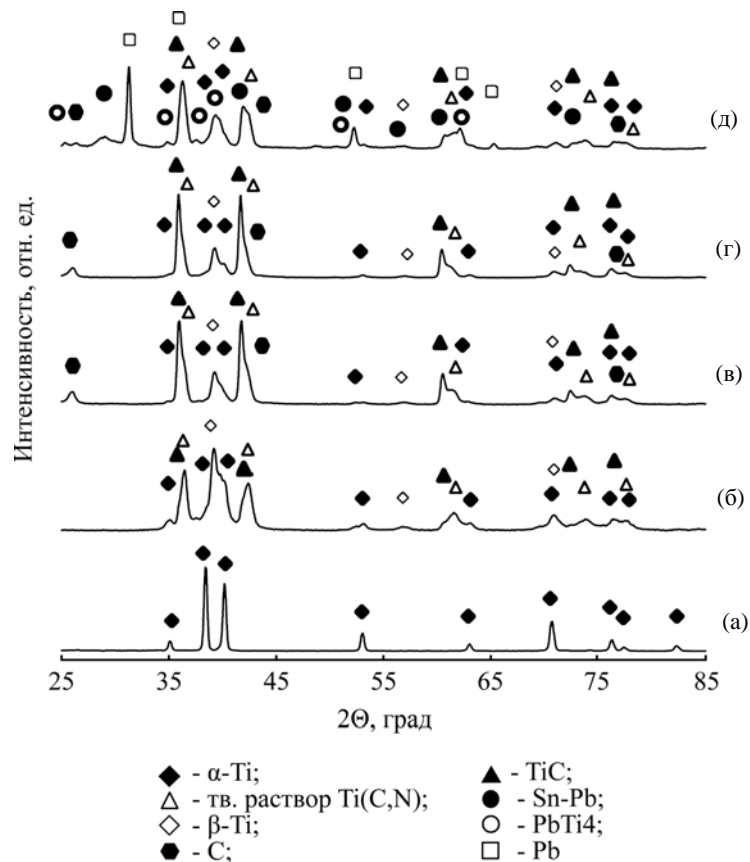 Интенсивность, отн. ед.
(д)
(г)
(в)
(б)
(а)
25 35 45 55 65 75 85
2Θ, град
- α-Ti;
- тв. раствор Ti(C,N);
- β-Ti;
- C;
- TiC;
- Sn-Pb;
- PbTi4;
- Pb